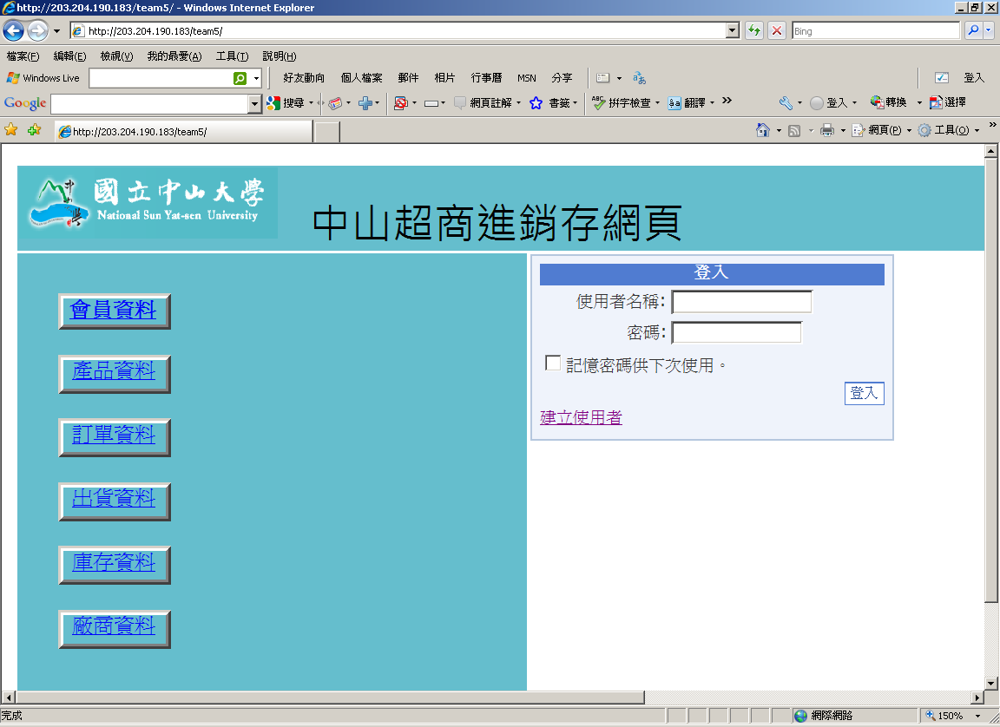 http://203.204.190.183/team5/ - Windows Internet Explorer
http://203.204.190.183/team5/
Bing
檔案(F) 編輯(E) 檢視(V) 我的最愛(A) 工具(T) 說明(H)
Windows Live 好友動向 個人檔案 郵件 相片 行事曆 MSN 分享 登入
Google 搜尋 網頁註解 書籤 ABC 拼字檢查 あa 翻譯 » 登入 轉換 選擇
http://203.204.190.183/team5/ 網頁(P) 工具(O) »
國立中山大學
National Sun Yat-sen University
中山超商進銷存網頁
會員資料
產品資料
訂單資料
出貨資料
庫存資料
廠商資料
登入
使用者名稱:
密碼:
記憶密碼供下次使用。
登入
建立使用者
完成 網際網路 150%